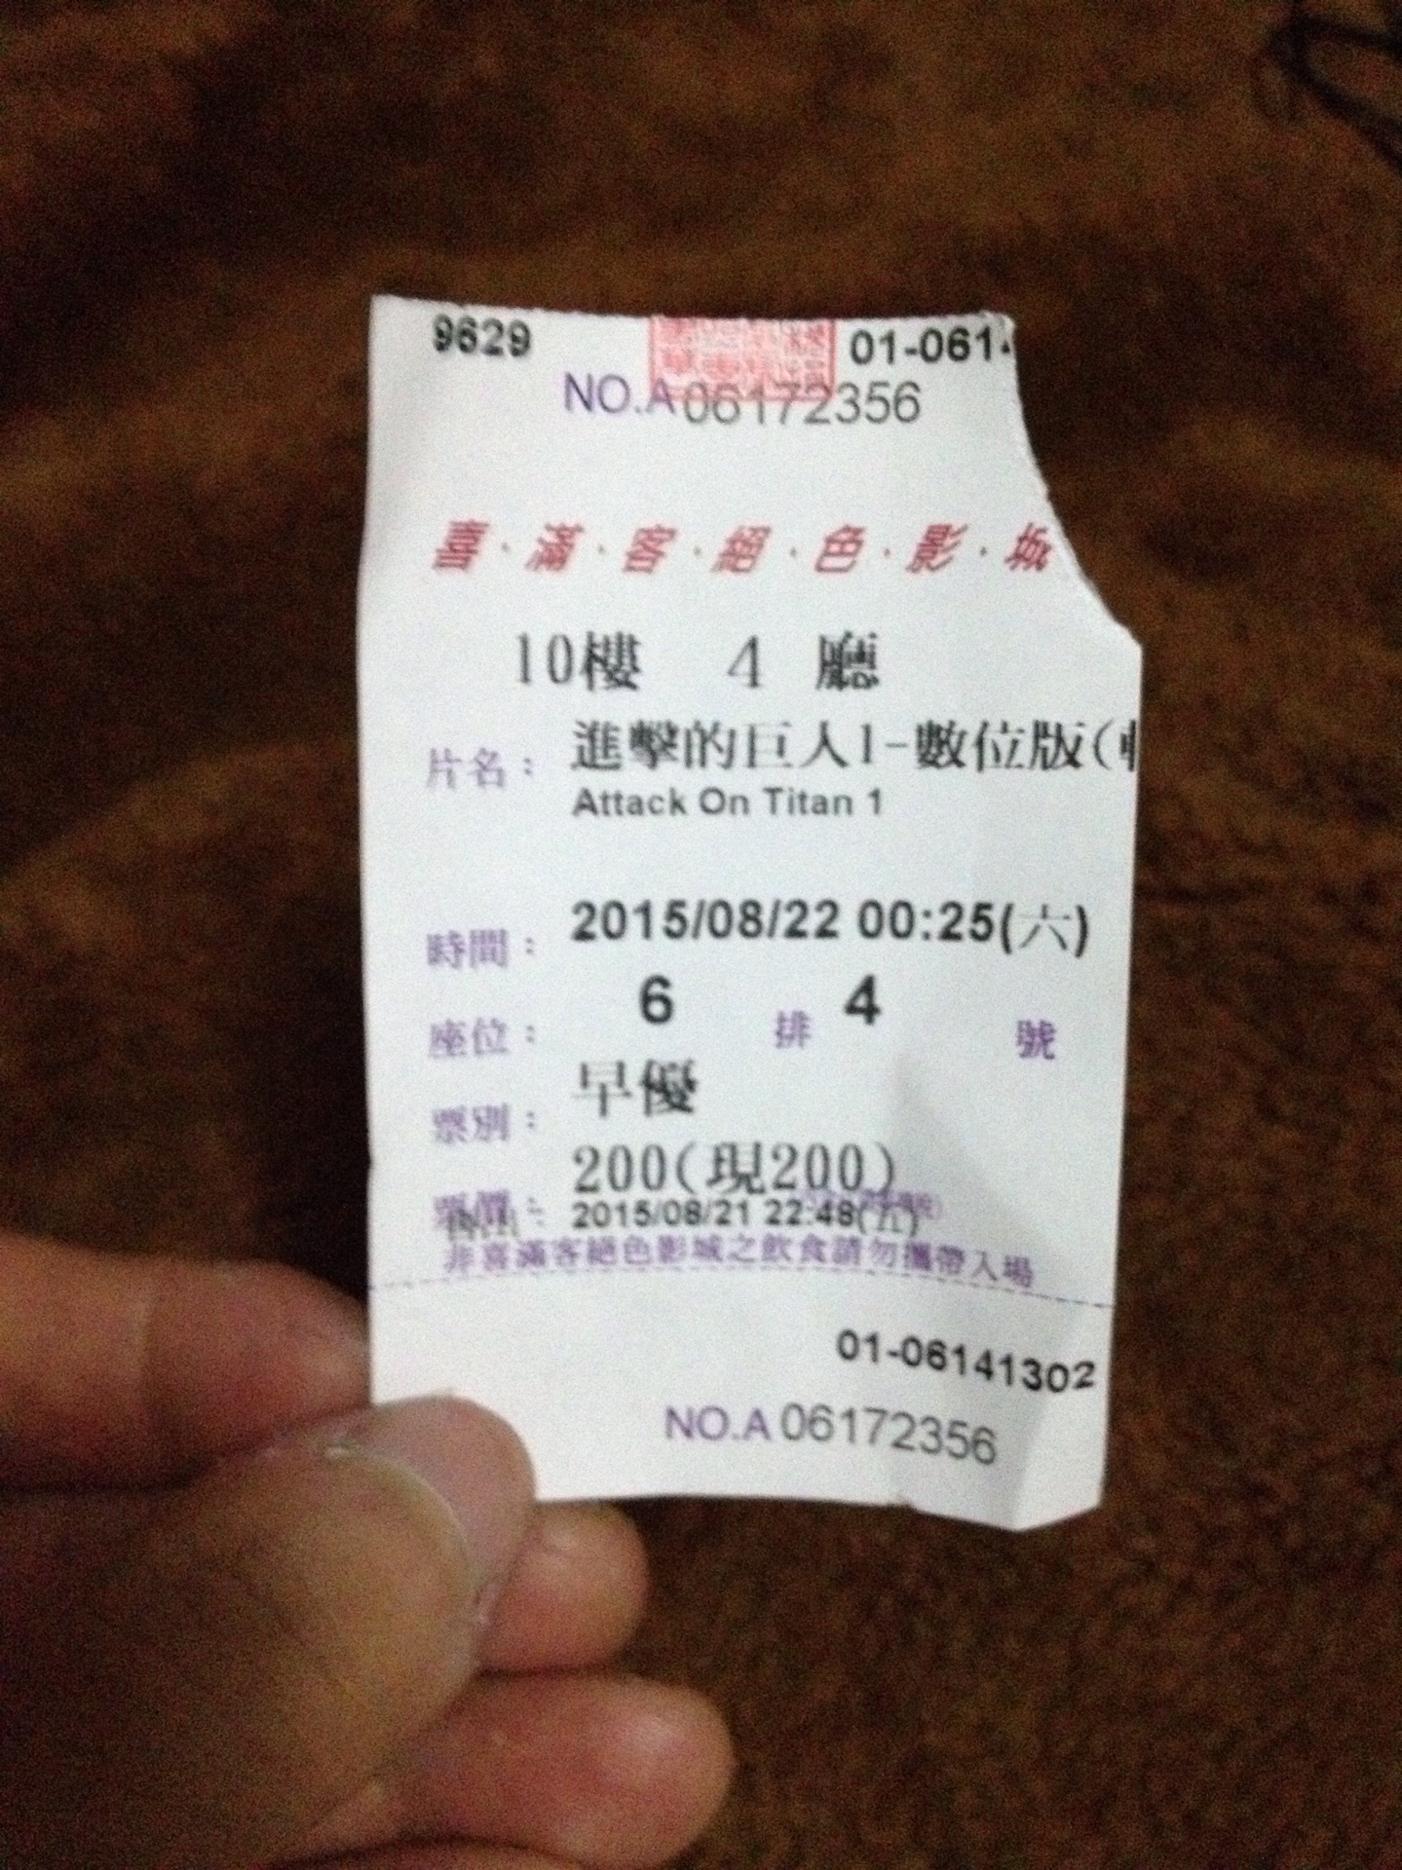 9629 01-061
NO.A 06172356
喜·滿·客·絕·色·影·城
10樓 4 廳
片名： 進擊的巨人1-數位版(
Attack On Titan 1
時間： 2015/08/22 00:25(六)
座位： 6 排 4 號
票別： 早優
票價： 200(現200)
2015/08/21 22:48(五)
非喜滿客絕色影城之飲食請勿攜帶入場
01-06141302
NO.A 06172356